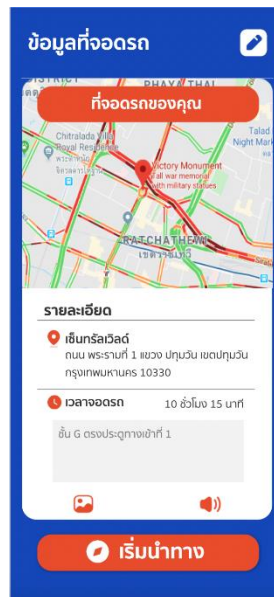 ข้อมูลที่จอดรถ
ที่จอดรถของคุณ
PHAYA THAI
Chitralada Villa
Royal Residence
Talad
Night Mark
Victory Monument
Tall war memorial
with military statues
RATCHATHEWI
เขตราชเทวี
รายละเอียด
เซ็นทรัลเวิลด์
ถนน พระรามที่ 1 แขวง ปทุมวัน เขตปทุมวัน
กรุงเทพมหานคร 10330
เวลาจอดรถ 10 ชั่วโมง 15 นาที
ชั้น G ตรงประตูทางเข้าที่ 1
เริ่มนำทาง